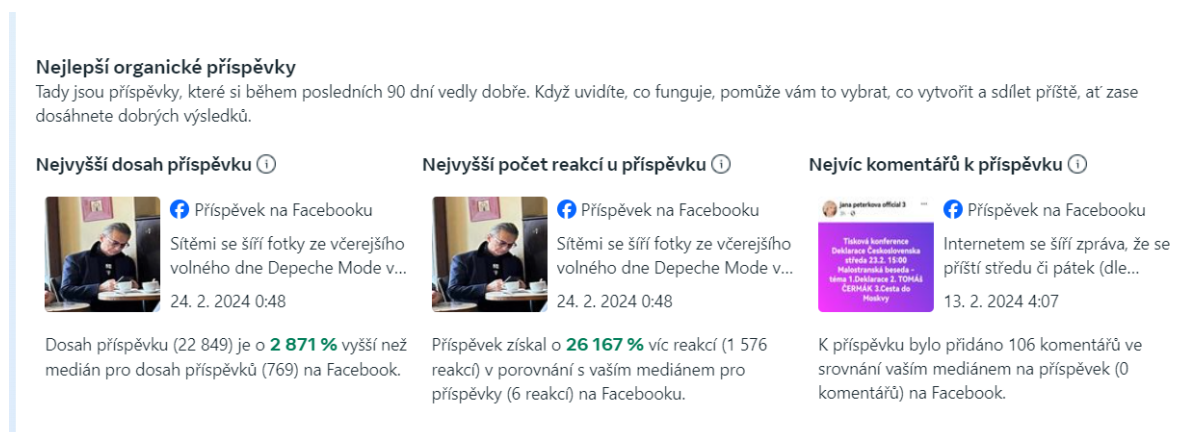 Nejlepší organické příspěvky
Tady jsou příspěvky, které si během posledních 90 dní vedly dobře. Když uvidíte, co funguje, pomůže vám to vybrat, co vytvořit a sdílet příště, ať zase
dosáhnete dobrých výsledků.
Nejvyšší dosah příspěvku
Příspěvek na Facebooku
Sítěmi se šíří fotky ze včerejšího
volného dne Depeche Mode v...
24. 2. 2024 0:48
Dosah příspěvku (22 849) je o 2 871 % vyšší než
medián pro dosah příspěvků (769) na Facebook.
Nejvyšší počet reakcí u příspěvku
Příspěvek na Facebooku
Sítěmi se šíří fotky ze včerejšího
volného dne Depeche Mode v...
24. 2. 2024 0:48
Příspěvek získal o 26 167 % víc reakcí (1 576
reakcí) v porovnání s vaším mediánem pro
příspěvky (6 reakcí) na Facebooku.
Nejvíc komentářů k příspěvku
jana peterkova official 3
Tisková konference
Deklarace Československa
středa 23.2. 15:00
Malostranská beseda -
téma 1.Deklarace 2. TOMÁŠ
ČERMÁK 3.Cesta do
Moskvy
Příspěvek na Facebooku
Internetem se šíří zpráva, že se
příští středu či pátek (dle...
13. 2. 2024 4:07
K příspěvku bylo přidáno 106 komentářů ve
srovnání vaším mediánem na příspěvek (0
komentářů) na Facebook.